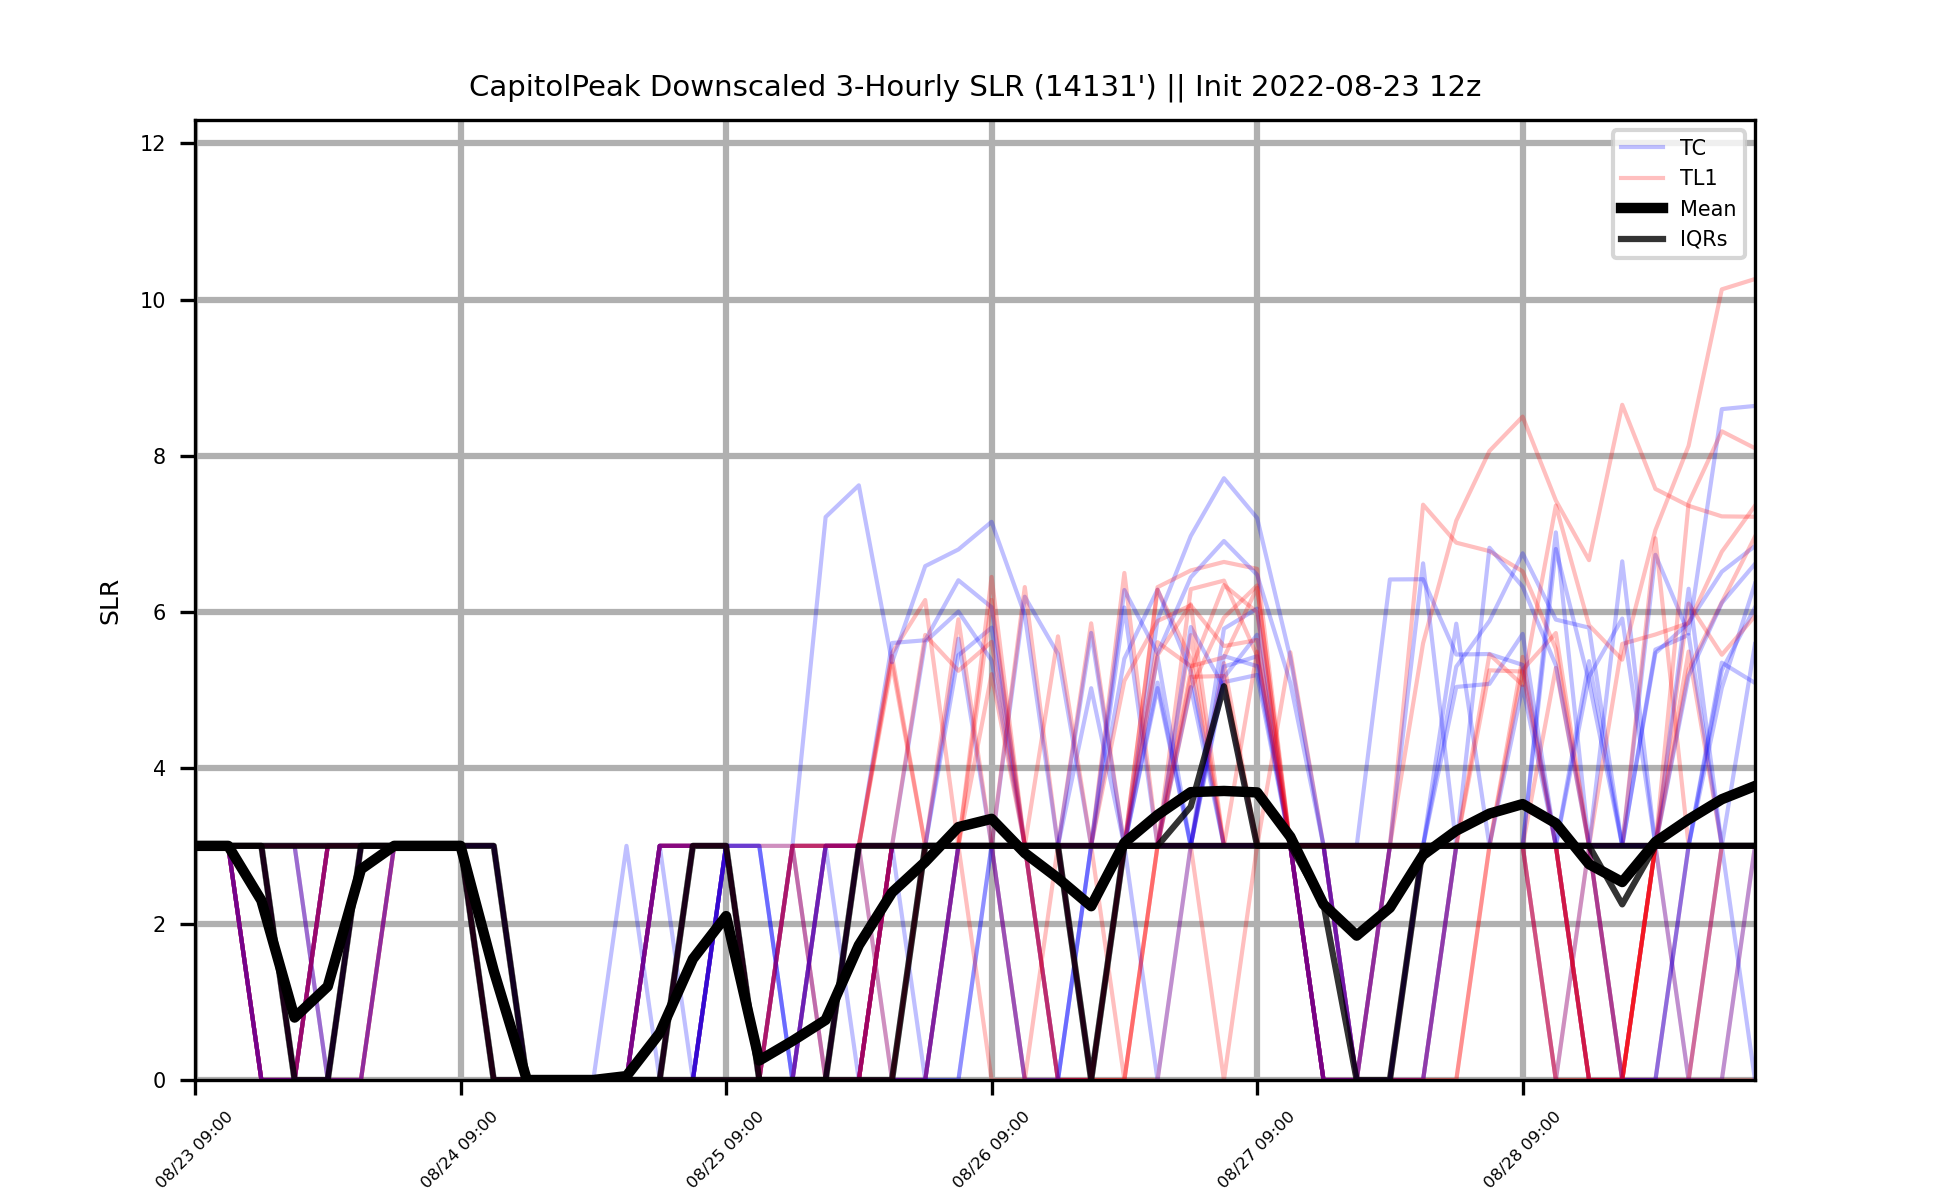 CapitolPeak Downscaled 3-Hourly SLR (14131') || Init 2022-08-23 12z
12
10
8
6
4
2
0
SLR
TC
TL1
Mean
IQRs
08/23 09:00
08/24 09:00
08/25 09:00
08/26 09:00
08/27 09:00
08/28 09:00